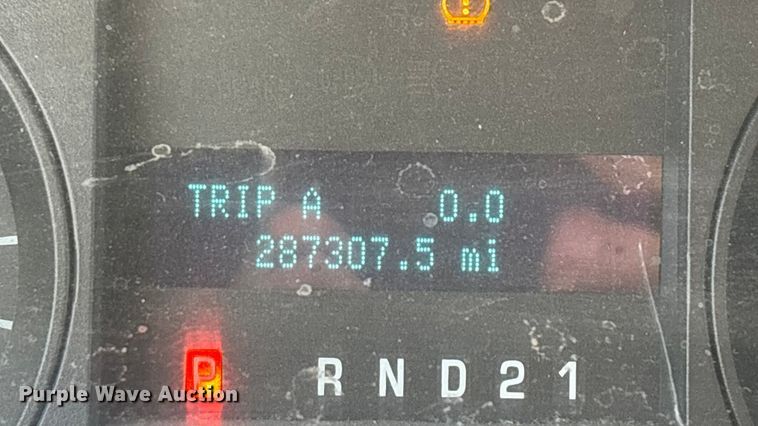 TRIP A 0.0
287307.5 mi
P R N D 2 1
Purple Wave Auction